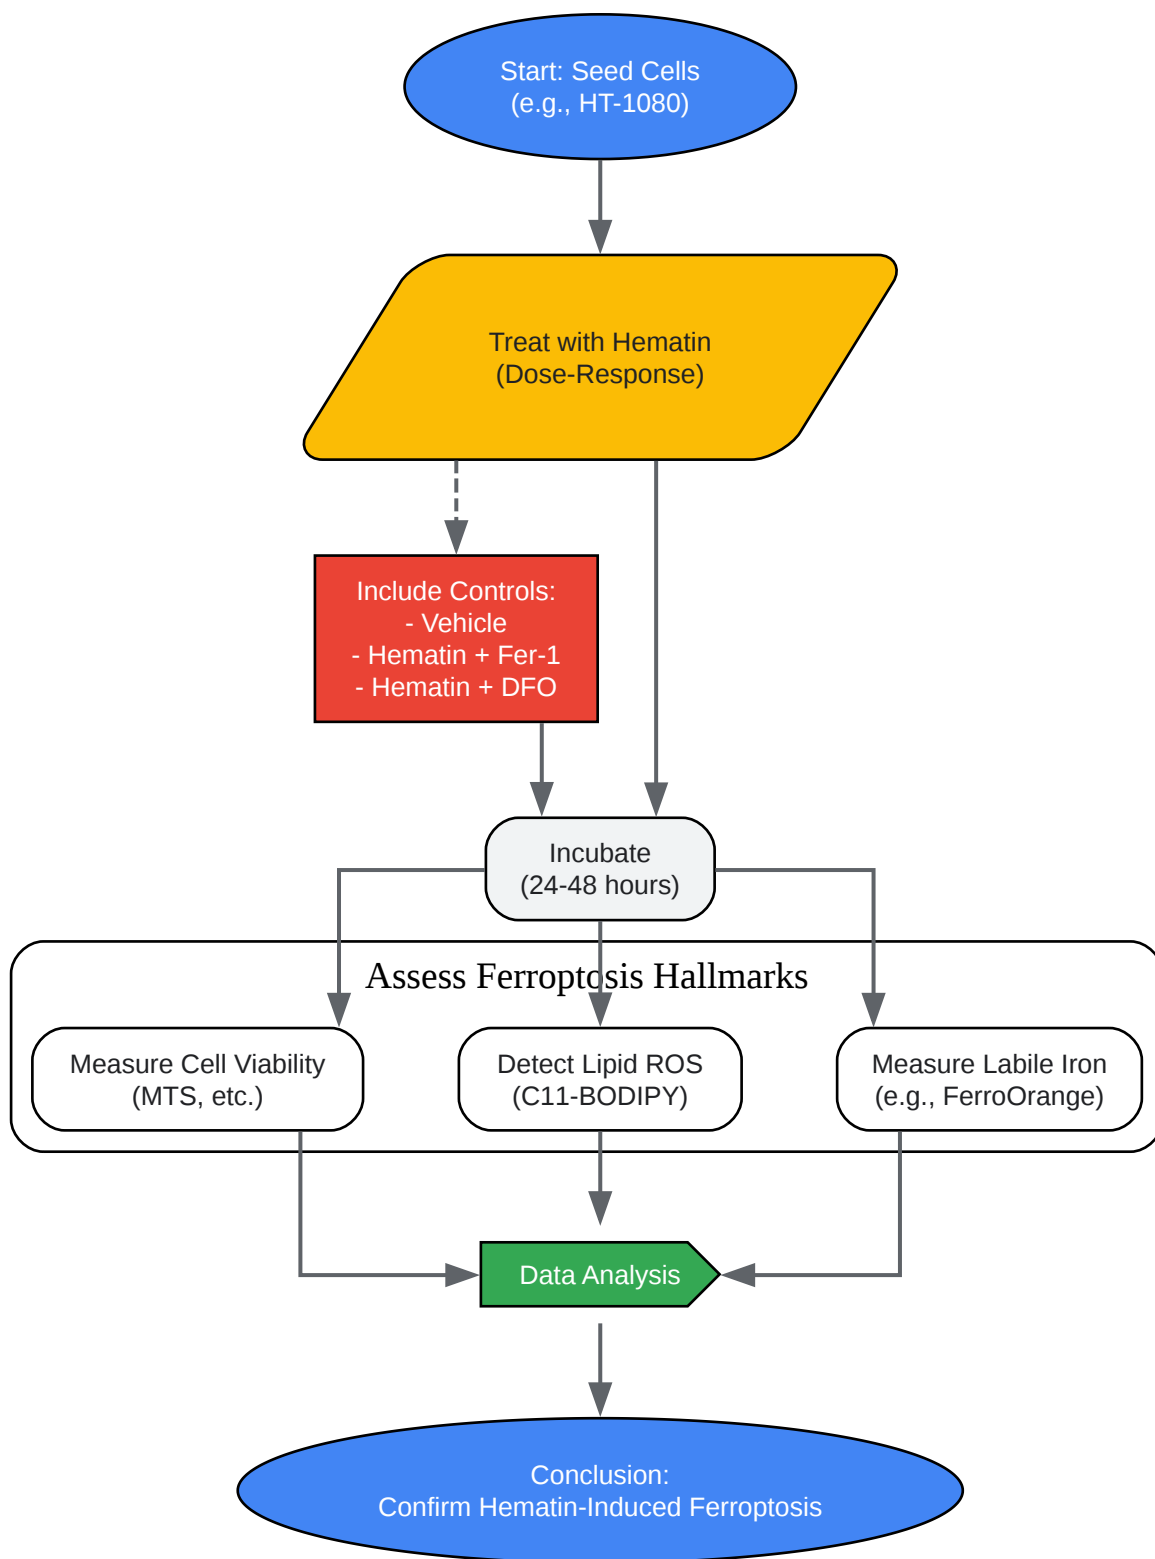 Start: Seed Cells
(e.g., HT-1080)
Treat with Hematin
(Dose-Response)
Include Controls:
- Vehicle
- Hematin + Fer-1
- Hematin + DFO
Incubate
(24-48 hours)
Assess Ferroptosis Hallmarks
Measure Cell Viability
(MTS, etc.)
Detect Lipid ROS
(C11-BODIPY)
Measure Labile Iron
(e.g., FerroOrange)
Data Analysis
Conclusion:
Confirm Hematin-Induced Ferroptosis